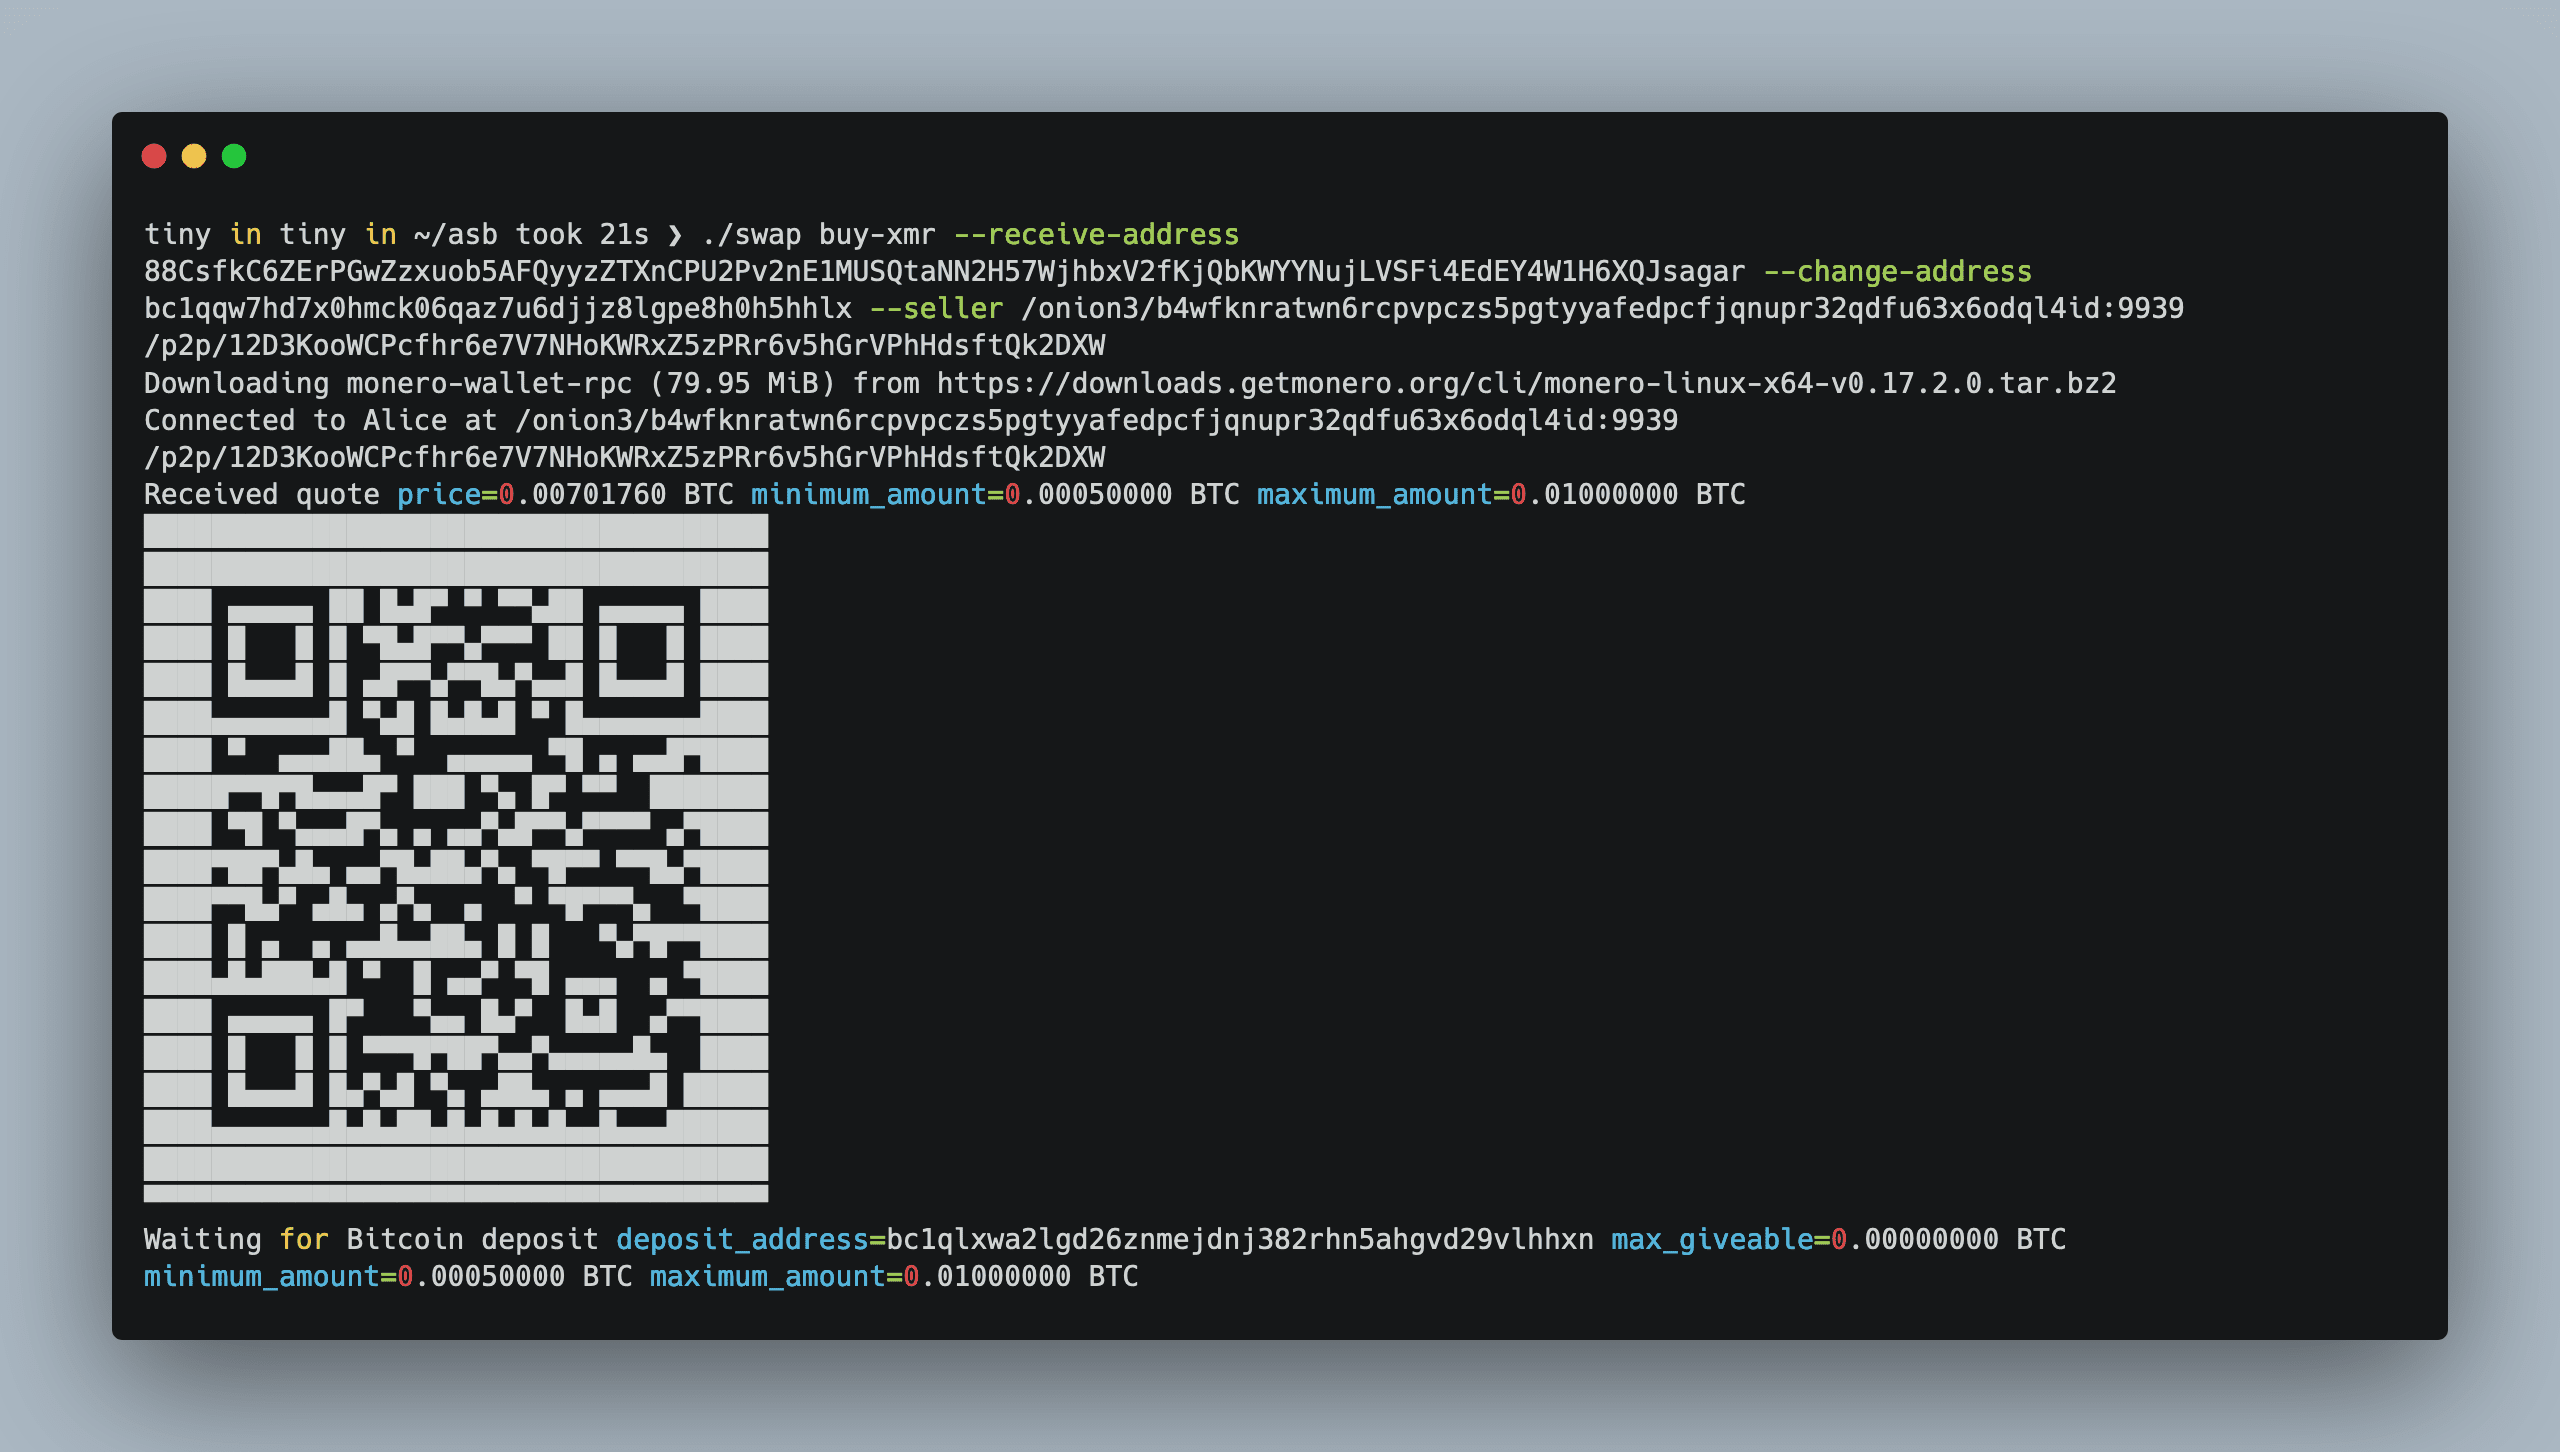 tiny in tiny in ~/asb took 21s ❯ ./swap buy-xmr --receive-address
88CsfkC6ZErPGwZzxuob5AFQyyzZTXnCPU2Pv2nE1MUSQtaNN2H57WjhbxV2fKjQbKWYYNujLVSFi4EdEY4W1H6XQJsagar --change-address
bc1qqw7hd7x0hmck06qaz7u6djjz8lgpe8h0h5hhlx --seller /onion3/b4wfknratwn6rcpvpczs5pgtyyafedpcfjqnupr32qdfu63x6odql4id:9939
/p2p/12D3KooWCPcfhr6e7V7NHoKWRxZ5zPRr6v5hGrVPhHdsftQk2DXW
Downloading monero-wallet-rpc (79.95 MiB) from https://downloads.getmonero.org/cli/monero-linux-x64-v0.17.2.0.tar.bz2
Connected to Alice at /onion3/b4wfknratwn6rcpvpczs5pgtyyafedpcfjqnupr32qdfu63x6odql4id:9939
/p2p/12D3KooWCPcfhr6e7V7NHoKWRxZ5zPRr6v5hGrVPhHdsftQk2DXW
Received quote price=0.00701760 BTC minimum_amount=0.00050000 BTC maximum_amount=0.01000000 BTC
Waiting for Bitcoin deposit deposit_address=bc1qlxwa2lgd26znmejdnj382rhn5ahgvd29vlhhxn max_giveable=0.00000000 BTC
minimum_amount=0.00050000 BTC maximum_amount=0.01000000 BTC